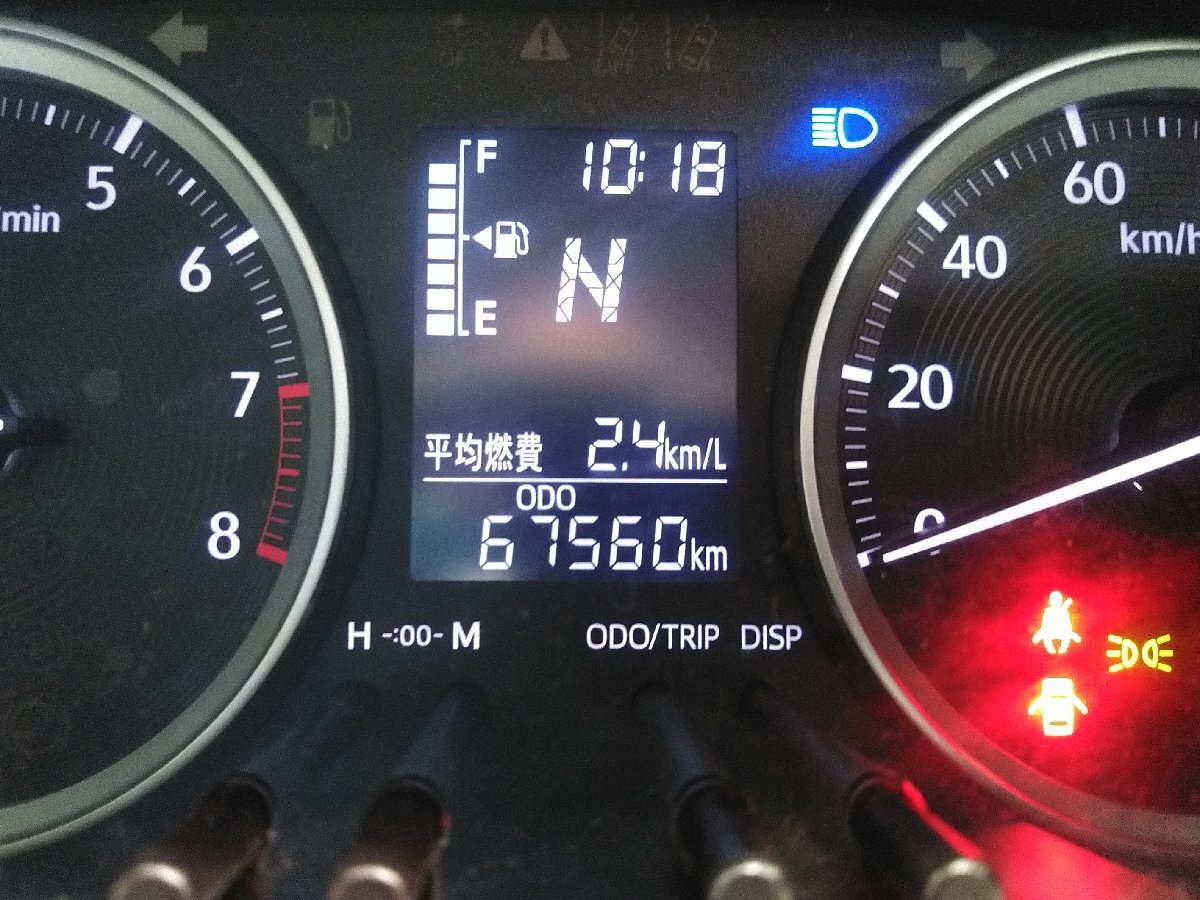 OFF
5
6
7
8
/min
F
10:18
N
E
平均燃費 2.4km/L
ODO
67560km
H -:00- M
ODO/TRIP DISP
60
km/h
40
20
0